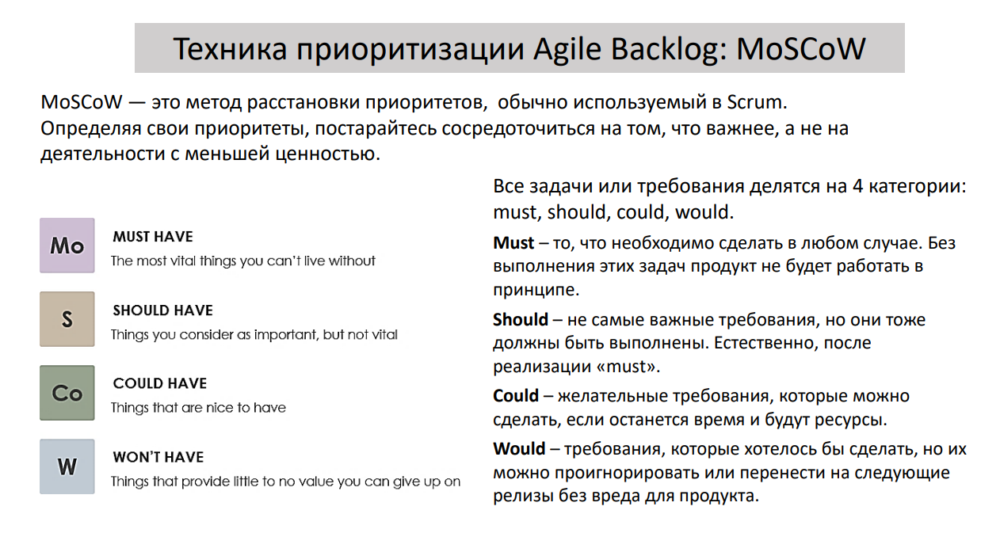 Техника приоритизации Agile Backlog: MoSCoW
MoSCoW — это метод расстановки приоритетов, обычно используемый в Scrum.
Определяя свои приоритеты, постарайтесь сосредоточиться на том, что важнее, а не на
деятельности с меньшей ценностью.
Mo
MUST HAVE
The most vital things you can't live without
S
SHOULD HAVE
Things you consider as important, but not vital
Co
COULD HAVE
Things that are nice to have
W
WON'T HAVE
Things that provide little to no value you can give up on
Все задачи или требования делятся на 4 категории:
must, should, could, would.
Must – то, что необходимо сделать в любом случае. Без
выполнения этих задач продукт не будет работать в
принципе.
Should – не самые важные требования, но они тоже
должны быть выполнены. Естественно, после
реализации «must».
Could – желательные требования, которые можно
сделать, если останется время и будут ресурсы.
Would – требования, которые хотелось бы сделать, но их
можно проигнорировать или перенести на следующие
релизы без вреда для продукта.